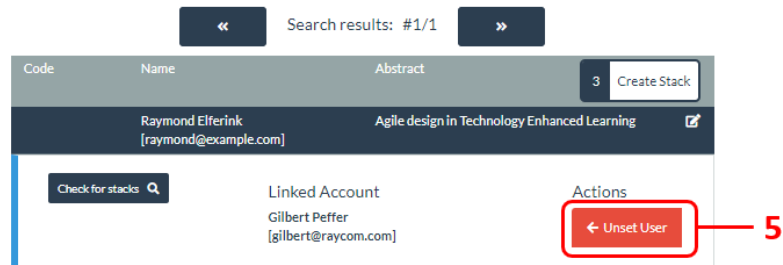 « Search results: #1/1 »
Code Name Abstract 3 Create Stack
Raymond Elferink Agile design in Technology Enhanced Learning
[raymond@example.com]
Check for stacks Linked Account Actions
Gilbert Peffer
[gilbert@raycom.com]
← Unset User 5